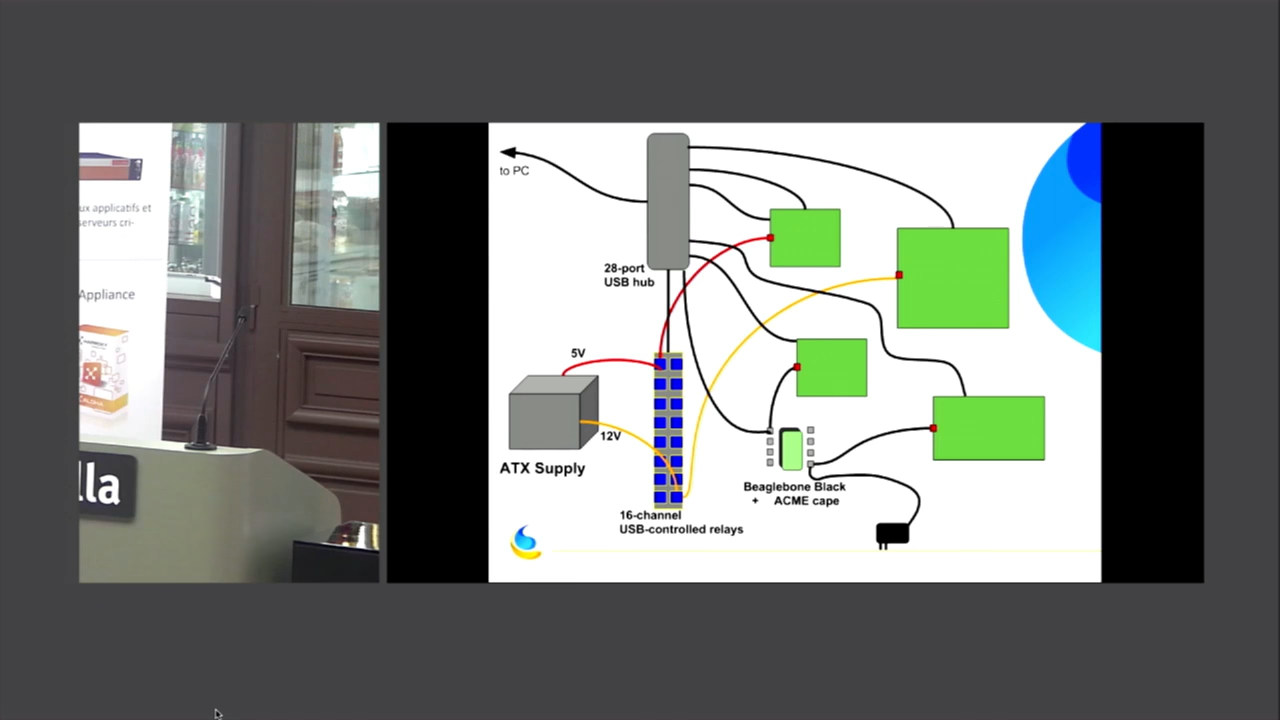 ux applicatifs et
serveurs cri-
Appliance
lla
to PC
28-port
USB hub
5V
12V
ATX Supply
16-channel
USB-controlled relays
Beaglebone Black
+ ACME cape